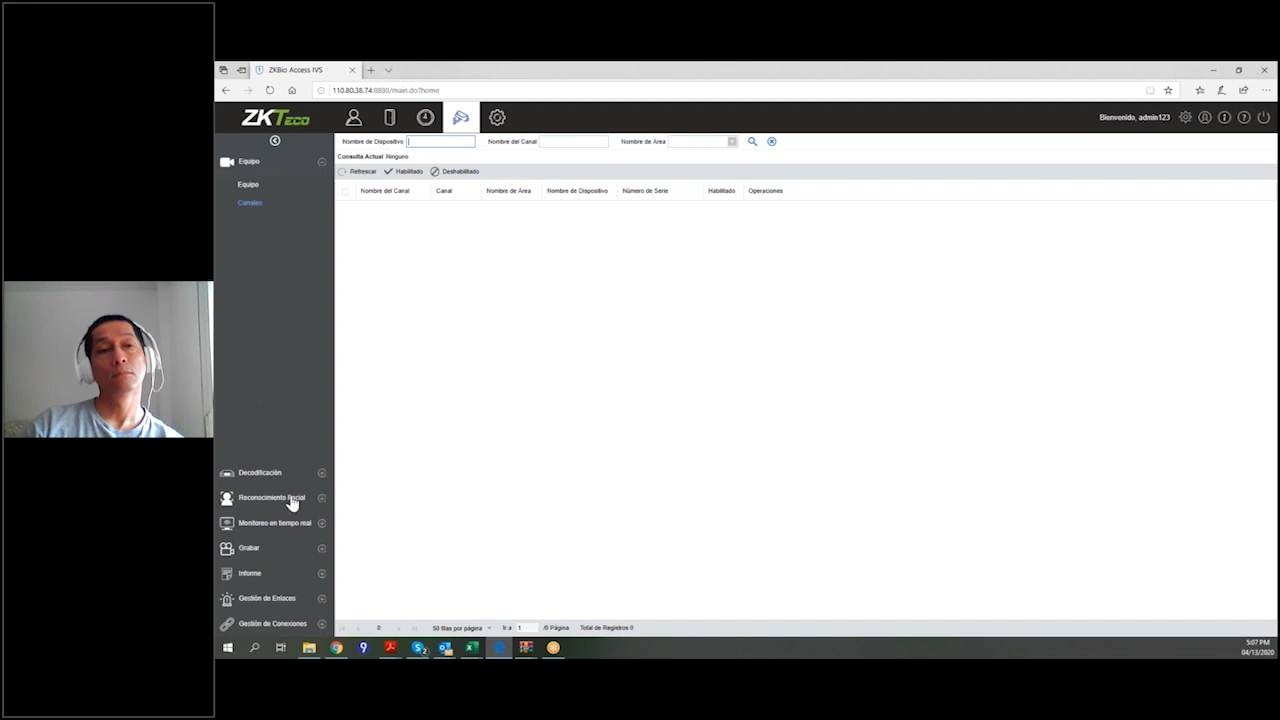 ZKBio Access IVS
110.80.38.74:8880/main.do?home
ZKTECO
Bienvenido, admin123
Nombre de Dispositivo
Nombre del Canal
Nombre de Area
Consulta Actual Ninguno
Refrescar
Habilitado
Deshabilitado
Nombre del Canal
Canal
Nombre de Area
Nombre de Dispositivo
Número de Serie
Habilitado
Operaciones
Equipo
Equipo
Canales
Decodificación
Reconocimiento facial
Monitoreo en tiempo real
Grabar
Informe
Gestión de Enlaces
Gestión de Conexiones
0
50 filas por página
Ir a 1 /0 Página
Total de Registros 0
5:07 PM
04/13/2020